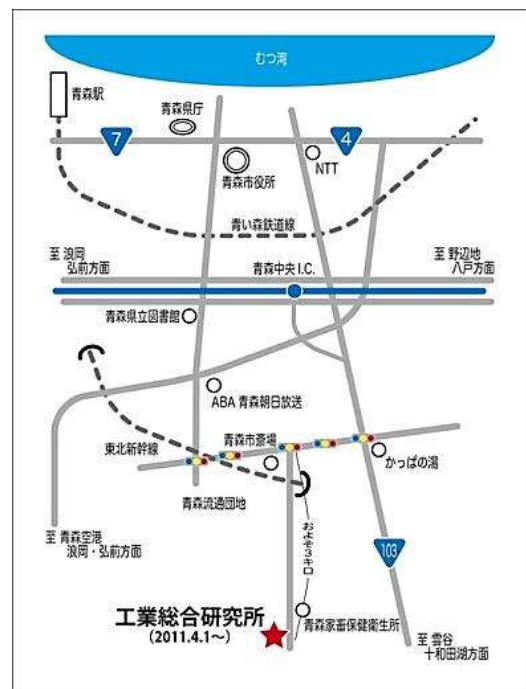 むつ湾
青森駅
青森県庁
7
4
青森市役所
NTT
青い森鉄道線
至 浪岡
弘前方面
青森中央I.C.
至 野辺地
八戸方面
青森県立図書館
ABA 青森朝日放送
東北新幹線
青森市斎場
かっぱの湯
青森流通団地
至 青森空港
浪岡・弘前方面
およそ3キロ
103
工業総合研究所
(2011.4.1～)
青森家畜保健衛生所
至 雲谷
十和田湖方面